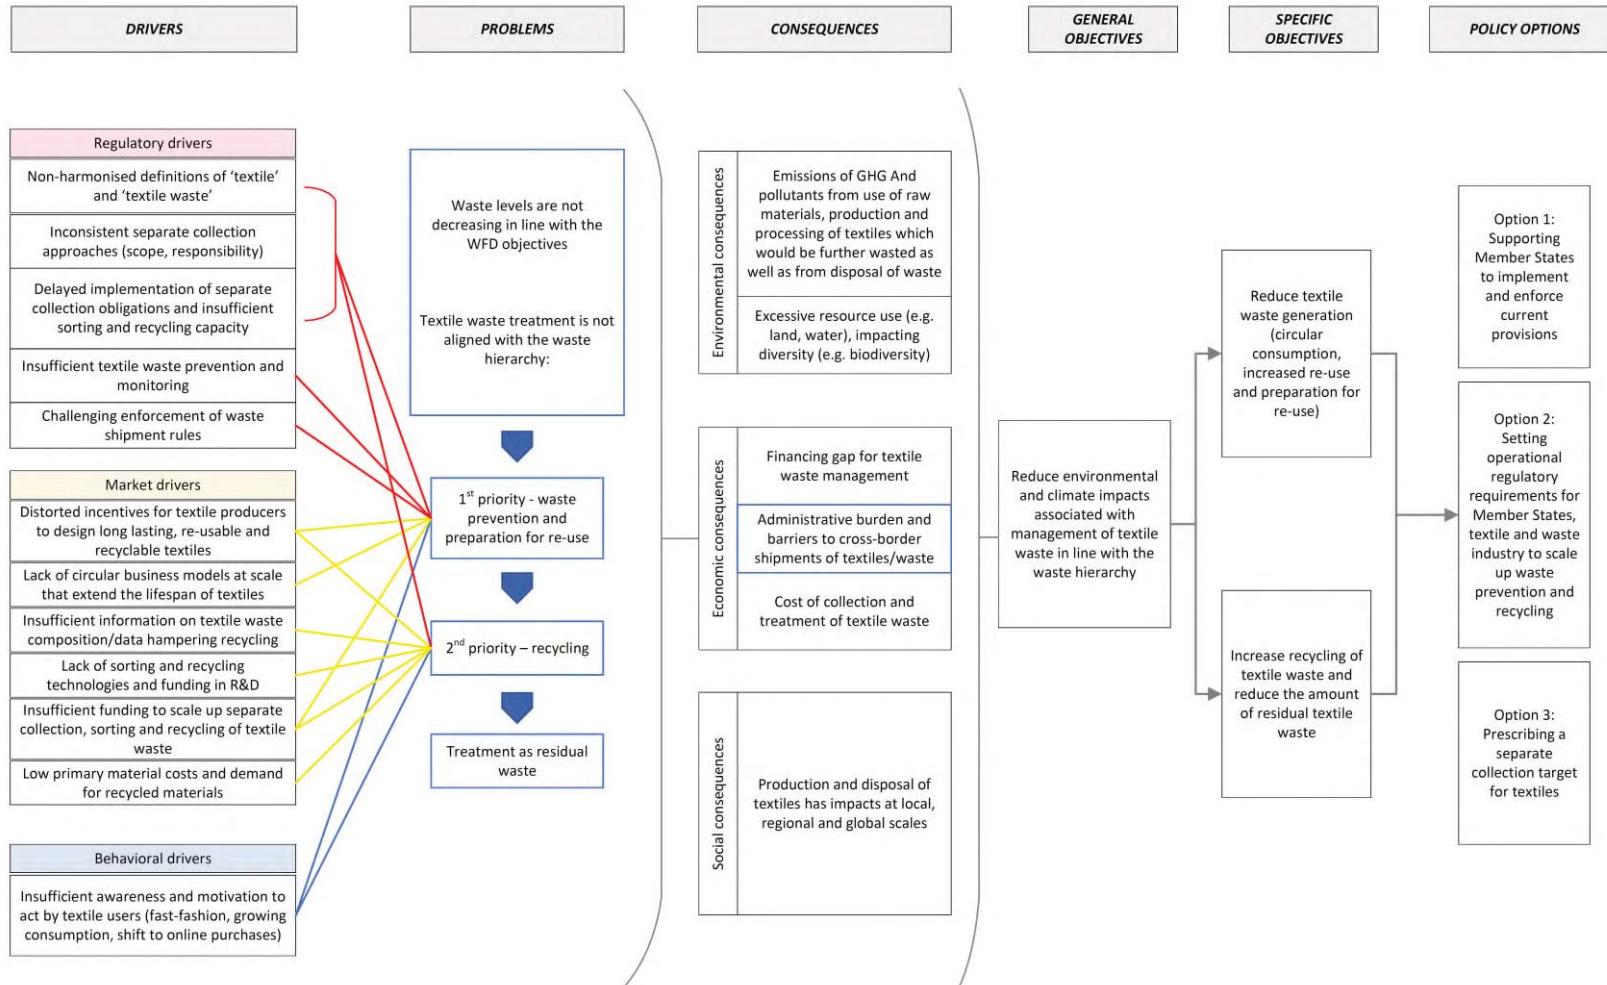 DRIVERS
PROBLEMS
CONSEQUENCES
GENERAL
OBJECTIVES
SPECIFIC
OBJECTIVES
POLICY OPTIONS
Regulatory drivers
Non-harmonised definitions of ‘textile’
and ‘textile waste’
Inconsistent separate collection
approaches (scope, responsibility)
Delayed implementation of separate
collection obligations and insufficient
sorting and recycling capacity
Insufficient textile waste prevention and
monitoring
Challenging enforcement of waste
shipment rules
Market drivers
Distorted incentives for textile producers
to design long lasting, re-usable and
recyclable textiles
Lack of circular business models at scale
that extend the lifespan of textiles
Insufficient information on textile waste
composition/data hampering recycling
Lack of sorting and recycling
technologies and funding in R&D
Insufficient funding to scale up separate
collection, sorting and recycling of textile
waste
Low primary material costs and demand
for recycled materials
Behavioral drivers
Insufficient awareness and motivation to
act by textile users (fast-fashion, growing
consumption, shift to online purchases)
Waste levels are not
decreasing in line with the
WFD objectives
Textile waste treatment is not
aligned with the waste
hierarchy:
1st priority - waste
prevention and
preparation for re-use
2nd priority – recycling
Treatment as residual
waste
Environmental consequences
Emissions of GHG And
pollutants from use of raw
materials, production and
processing of textiles which
would be further wasted as
well as from disposal of waste
Excessive resource use (e.g.
land, water), impacting
diversity (e.g. biodiversity)
Economic consequences
Financing gap for textile
waste management
Administrative burden and
barriers to cross-border
shipments of textiles/waste
Cost of collection and
treatment of textile waste
Social consequences
Production and disposal of
textiles has impacts at local,
regional and global scales
Reduce environmental
and climate impacts
associated with
management of textile
waste in line with the
waste hierarchy
Reduce textile
waste generation
(circular
consumption,
increased re-use
and preparation for
re-use)
Increase recycling of
textile waste and
reduce the amount
of residual textile
waste
Option 1:
Supporting
Member States
to implement
and enforce
current
provisions
Option 2:
Setting
operational
regulatory
requirements for
Member States,
textile and waste
industry to scale
up waste
prevention and
recycling
Option 3:
Prescribing a
separate
collection target
for textiles